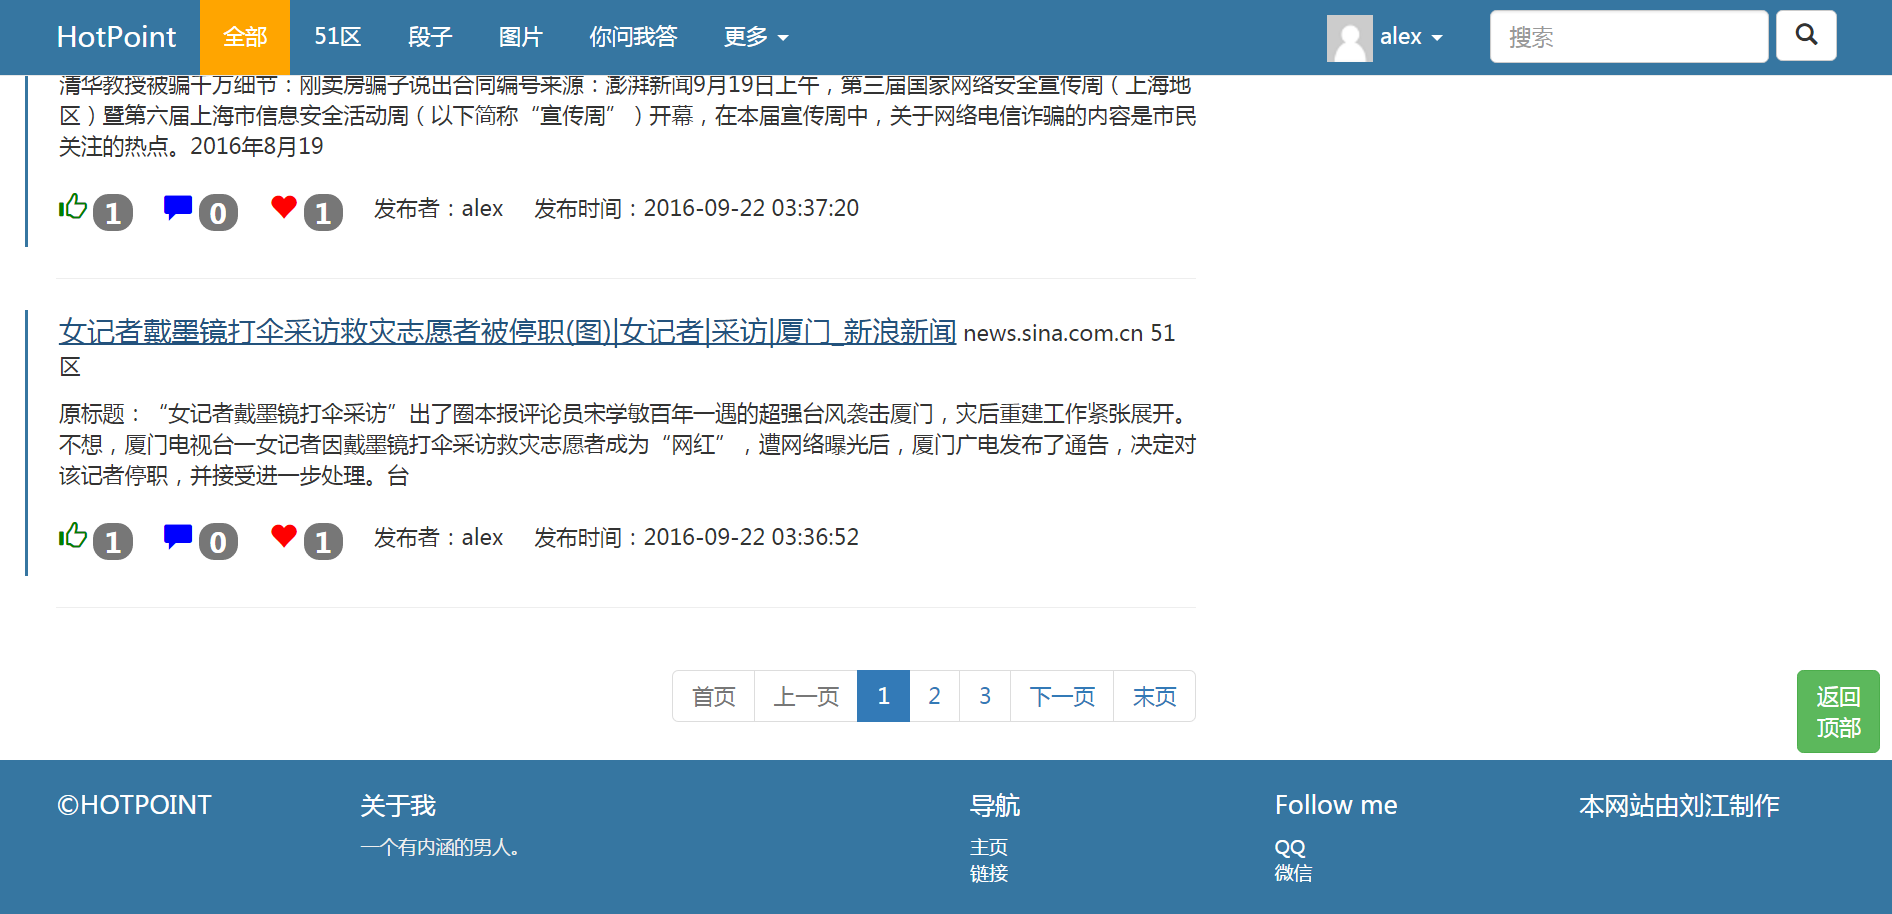 HotPoint 全部 51区 段子 图片 你问我答 更多 alex 搜索
清华教授被骗千万细节：刚卖房骗子说出合同编号来源：澎湃新闻9月19日上午，第三届国家网络安全宣传周（上海地
区）暨第六届上海市信息安全活动周（以下简称“宣传周”）开幕，在本届宣传周中，关于网络电信诈骗的内容是市民
关注的热点。2016年8月19
1 0 1 发布者：alex 发布时间：2016-09-22 03:37:20
女记者戴墨镜打伞采访救灾志愿者被停职(图)|女记者|采访|厦门_新浪新闻 news.sina.com.cn 51
区
原标题：“女记者戴墨镜打伞采访”出了圈本报评论员宋学敏百年一遇的超强台风袭击厦门，灾后重建工作紧张展开。
不想，厦门电视台一女记者因戴墨镜打伞采访救灾志愿者成为“网红”，遭网络曝光后，厦门广电发布了通告，决定对
该记者停职，并接受进一步处理。台
1 0 1 发布者：alex 发布时间：2016-09-22 03:36:52
首页 上一页 1 2 3 下一页 末页
返回
顶部
©HOTPOINT 关于我 导航 Follow me 本网站由刘江制作
一个有内涵的男人。 主页 QQ
链接 微信